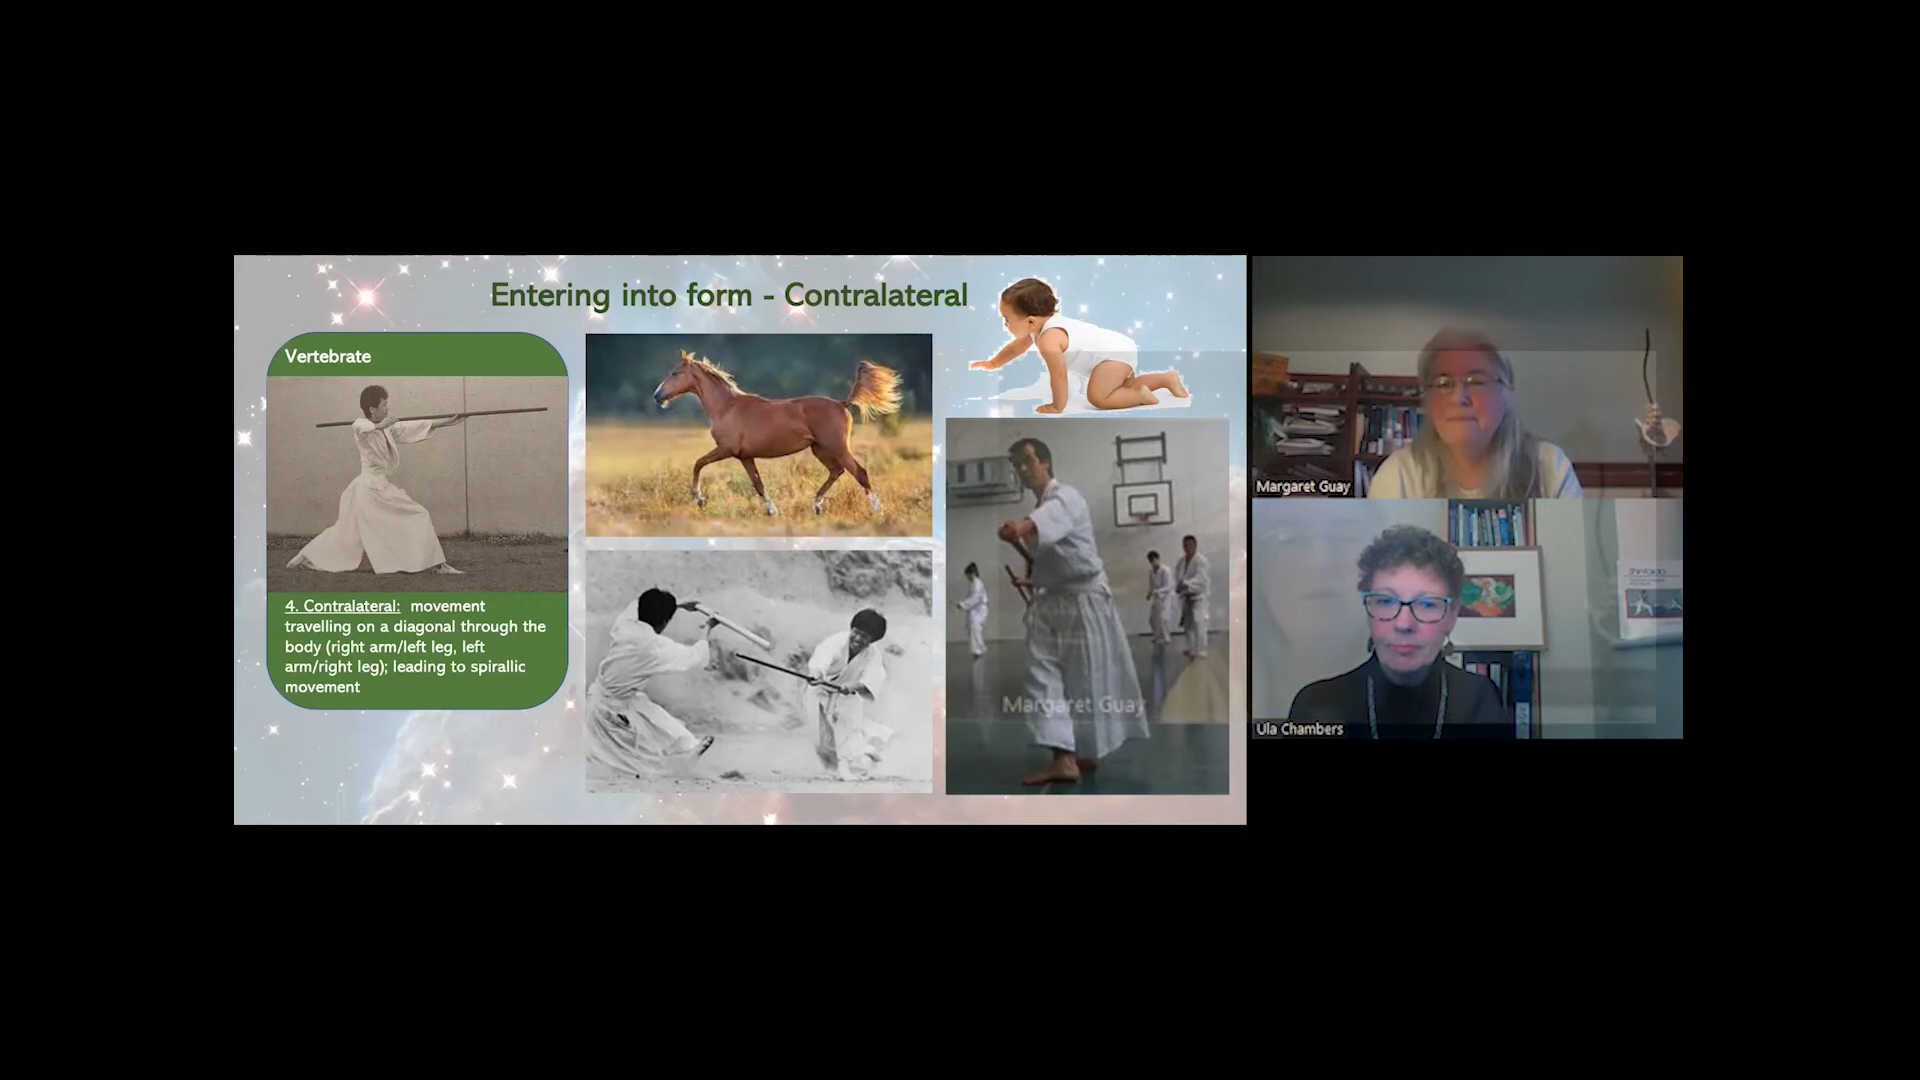 Entering into form - Contralateral
Vertebrate
4. Contralateral: movement
travelling on a diagonal through the
body (right arm/left leg, left
arm/right leg); leading to spirallic
movement
Margaret Guay
Margaret Guay
Ula Chambers